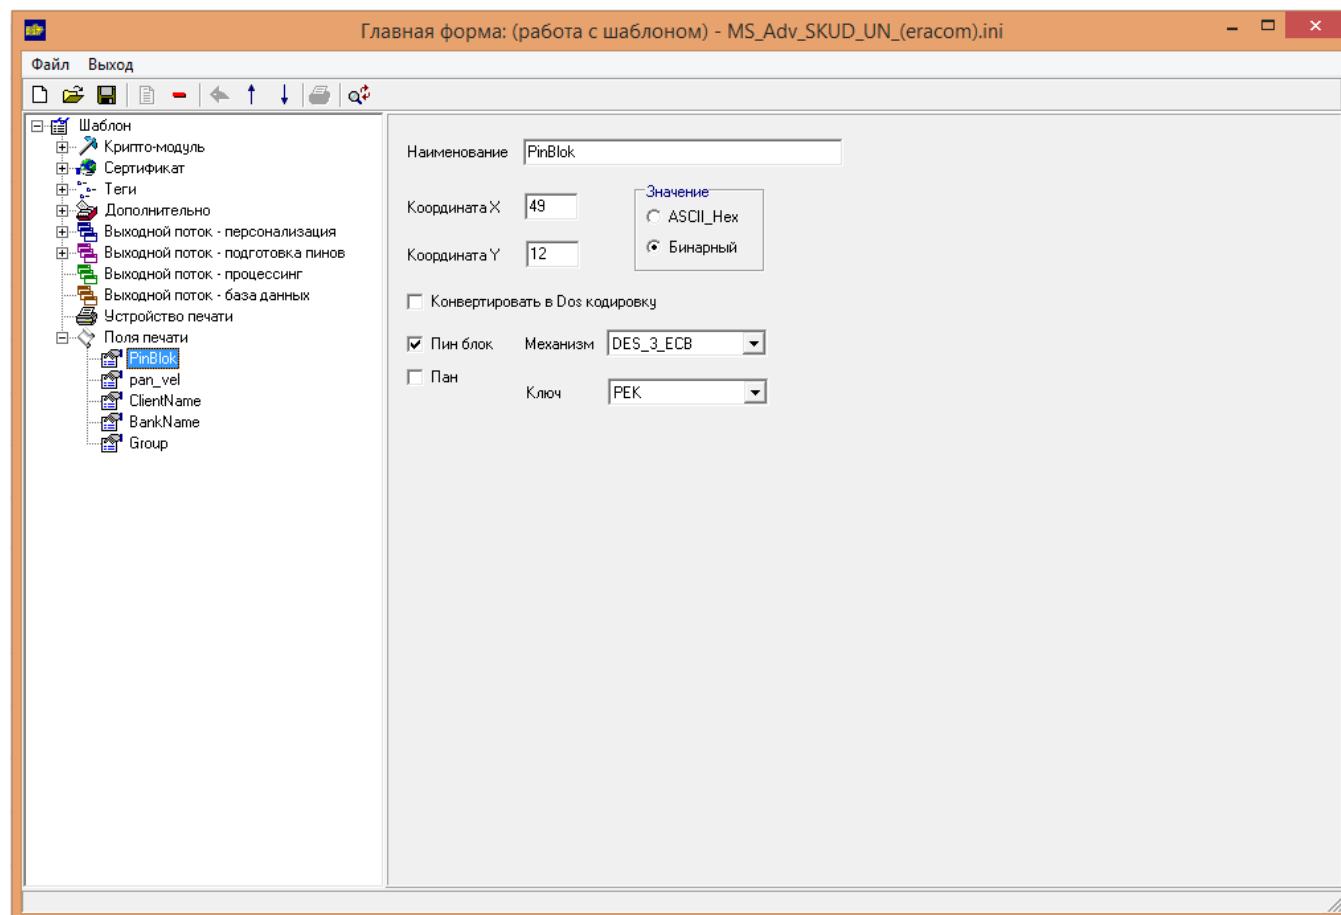 Главная форма: (работа с шаблоном) - MS_Adv_SKUD_UN_(eracom).ini
Файл Выход
Шаблон
Крипто-модуль
Сертификат
Теги
Дополнительно
Выходной поток - персонализация
Выходной поток - подготовка пинов
Выходной поток - процессинг
Выходной поток - база данных
Устройство печати
Поля печати
PinBlok
pan_vel
ClientName
BankName
Group
Наименование PinBlok
Координата X 49
Значение
ASCII_Hex
Координата Y 12
Бинарный
Конвертировать в Dos кодировку
Пин блок Механизм DES_3_ECB
Пан
Ключ PEK